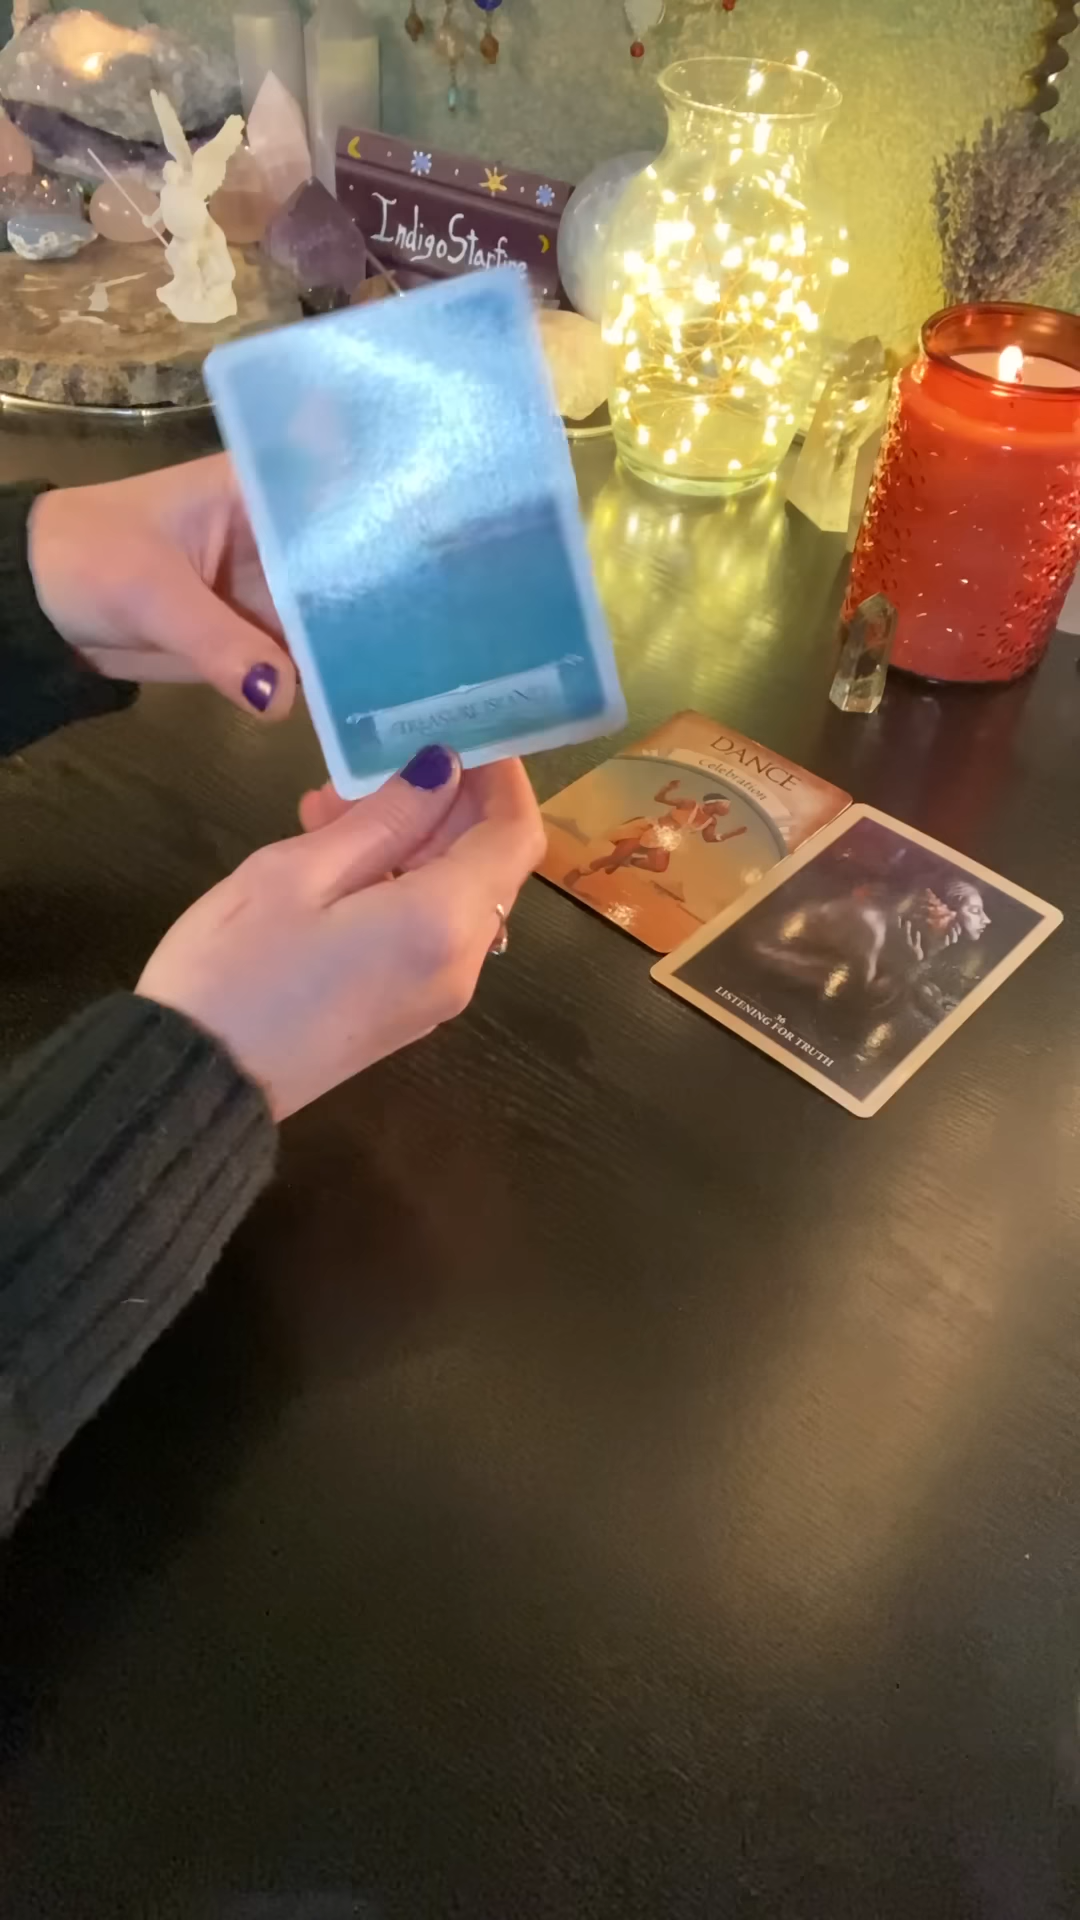 IndigoStarfire
TREASURE ISLAND
DANCE
Celebration
36
LISTENING FOR TRUTH